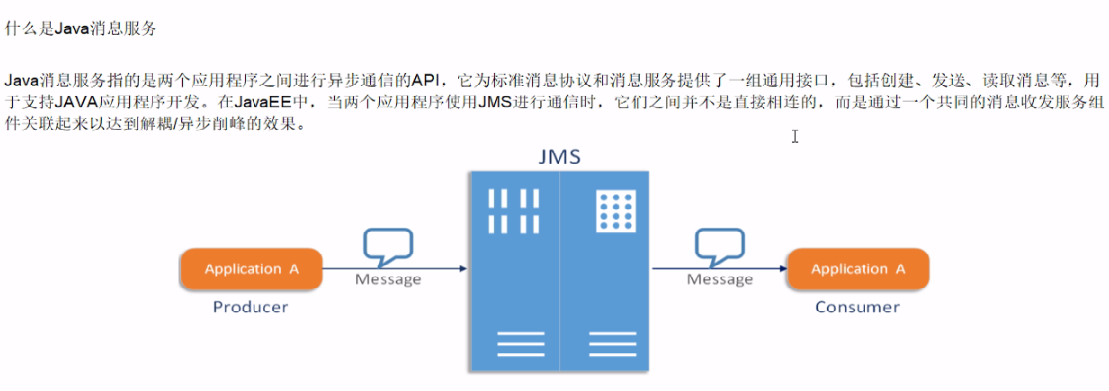 什么是Java消息服务
Java消息服务指的是两个应用程序之间进行异步通信的API，它为标准消息协议和消息服务提供了一组通用接口，包括创建、发送、读取消息等，用
于支持JAVA应用程序开发。在JavaEE中，当两个应用程序使用JMS进行通信时，它们之间并不是直接相连的，而是通过一个共同的消息收发服务组
件关联起来以达到解耦/异步削峰的效果。
JMS
Application A
Message
Message
Application A
Producer
Consumer